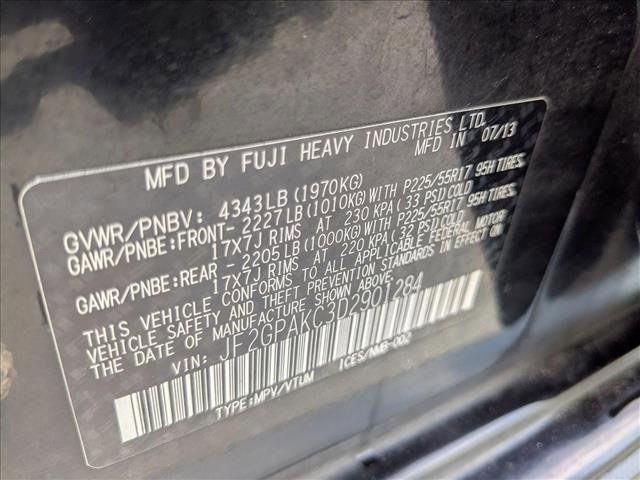 MFD BY FUJI HEAVY INDUSTRIES LTD.
MFD IN 07/13
GVWR/PNBV: 4343LB (1970KG)
GAWR/PNBE:FRONT- 2227LB (1010KG) WITH P225/55R17 95H TIRES,
17X7J RIMS AT 230 KPA (33 PSI) COLD
GAWR/PNBE:REAR - 2205LB (1000KG) WITH P225/55R17 95H TIRES,
17X7J RIMS AT 220 KPA (32 PSI) COLD
THIS VEHICLE CONFORMS TO ALL APPLICABLE FEDERAL MOTOR
VEHICLE SAFETY AND THEFT PREVENTION STANDARDS IN EFFECT ON
THE DATE OF MANUFACTURE SHOWN ABOVE.
VIN: JF2GPAKC3D2901284
TYPE:MPV/VTUM ICES/NMB-002